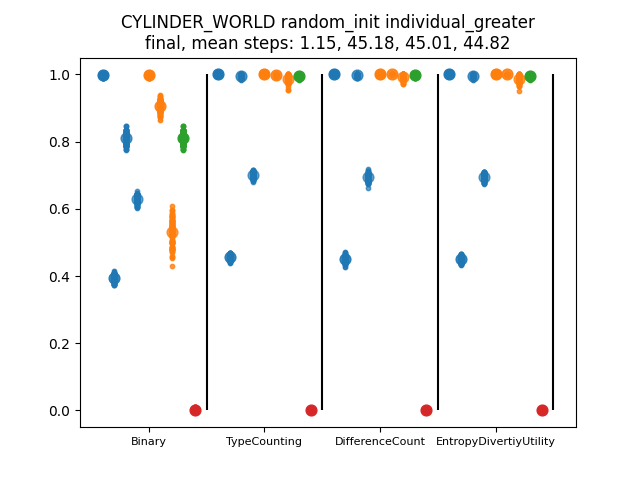 CYLINDER_WORLD random_init individual_greater
final, mean steps: 1.15, 45.18, 45.01, 44.82
1.0
0.8
0.6
0.4
0.2
0.0
Binary TypeCounting DifferenceCount EntropyDivertiyUtility